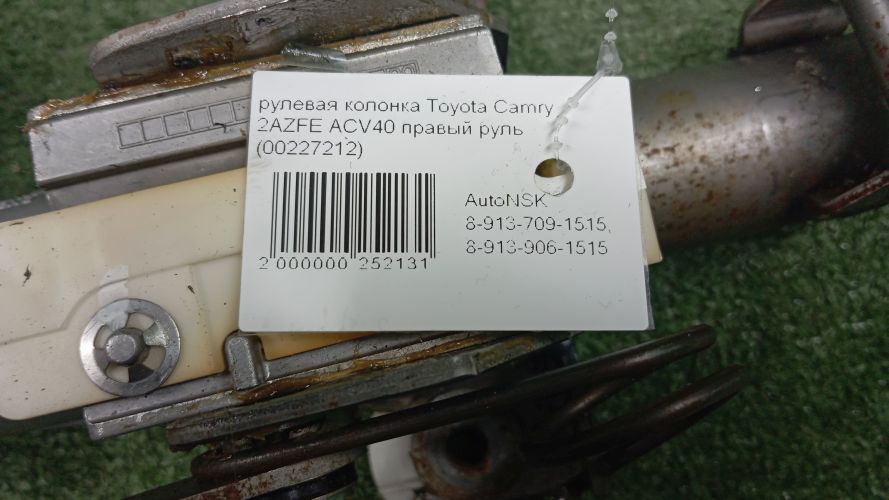 рулевая колонка Toyota Camry
2AZFE ACV40 правый руль
(00227212)
AutoNSK
8-913-709-1515,
8-913-906-1515
2 000000 252131